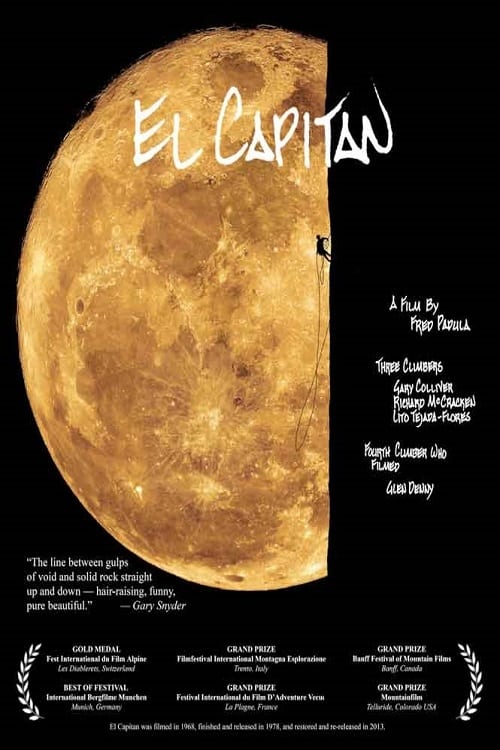 EL CAPITAN
A FILM BY
FRED PADULA
THREE CLIMBERS
GARY COLLIVER
RICHARD MCCRACKEN
LITO TEJADA-FLORES
FOURTH CLIMBER WHO
FILMED
GLEN DENNY
"The line between gulps
of void and solid rock straight
up and down — hair-raising, funny,
pure beautiful." — Gary Snyder
GOLD MEDAL
Fest International du Film Alpine
Les Diablerets, Switzerland
GRAND PRIZE
Filmfestival International Montagna Esplorazione
Trento, Italy
GRAND PRIZE
Banff Festival of Mountain Films
Banff, Canada
BEST OF FESTIVAL
International Bergfilme Munchen
Munich, Germany
GRAND PRIZE
Festival International du Film D'Aventure Vecus
La Plagne, France
GRAND PRIZE
Mountainfilm
Telluride, Colorado USA
El Capitan was filmed in 1968, finished and released in 1978, and restored and re-released in 2013.